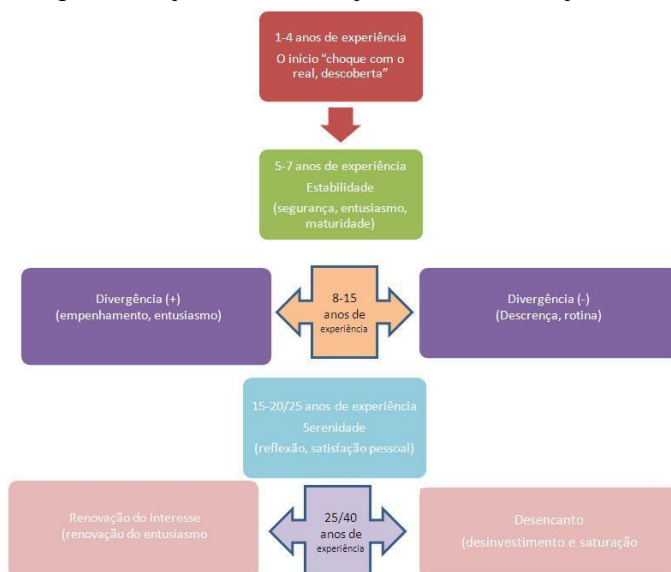 1-4 anos de experiência
O início "choque com o
real, descoberta"
5-7 anos de experiência
Estabilidade
(segurança, entusiasmo,
maturidade)
Divergência (+)
(empenhamento, entusiasmo)
8-15
anos de
experiência
Divergência (-)
(Descrença, rotina)
15-20/25 anos de experiência
Serenidade
(reflexão, satisfação pessoal)
Renovação do Interesse
(renovação do entusiasmo
25/40
anos de
experiência
Desencanto
(desinvestimento e saturação